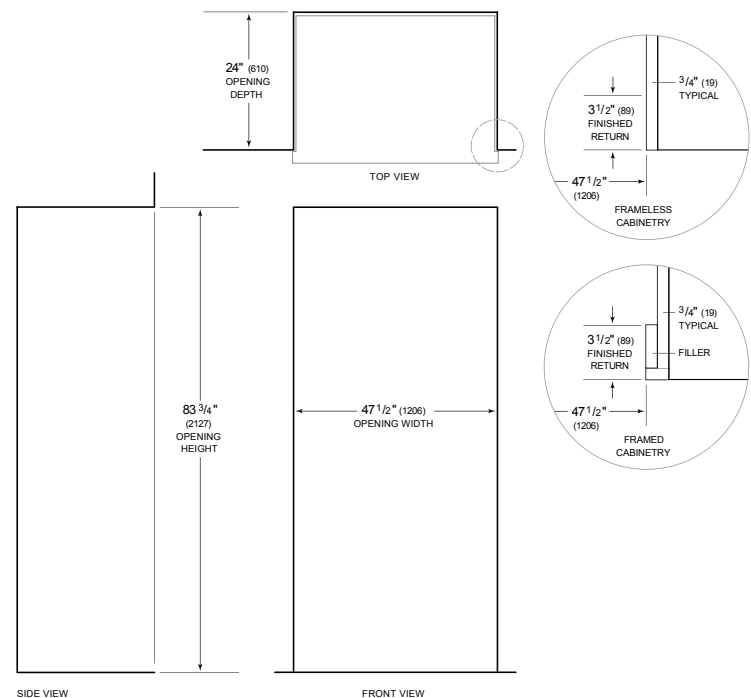 24" (610)
OPENING
DEPTH
TOP VIEW
3/4" (19)
TYPICAL
3 1/2" (89)
FINISHED
RETURN
47 1/2"
(1206)
FRAMELESS
CABINETRY
3/4" (19)
TYPICAL
3 1/2" (89)
FINISHED
RETURN
FILLER
47 1/2"
(1206)
FRAMED
CABINETRY
83 3/4"
(2127)
OPENING
HEIGHT
47 1/2" (1206)
OPENING WIDTH
SIDE VIEW
FRONT VIEW